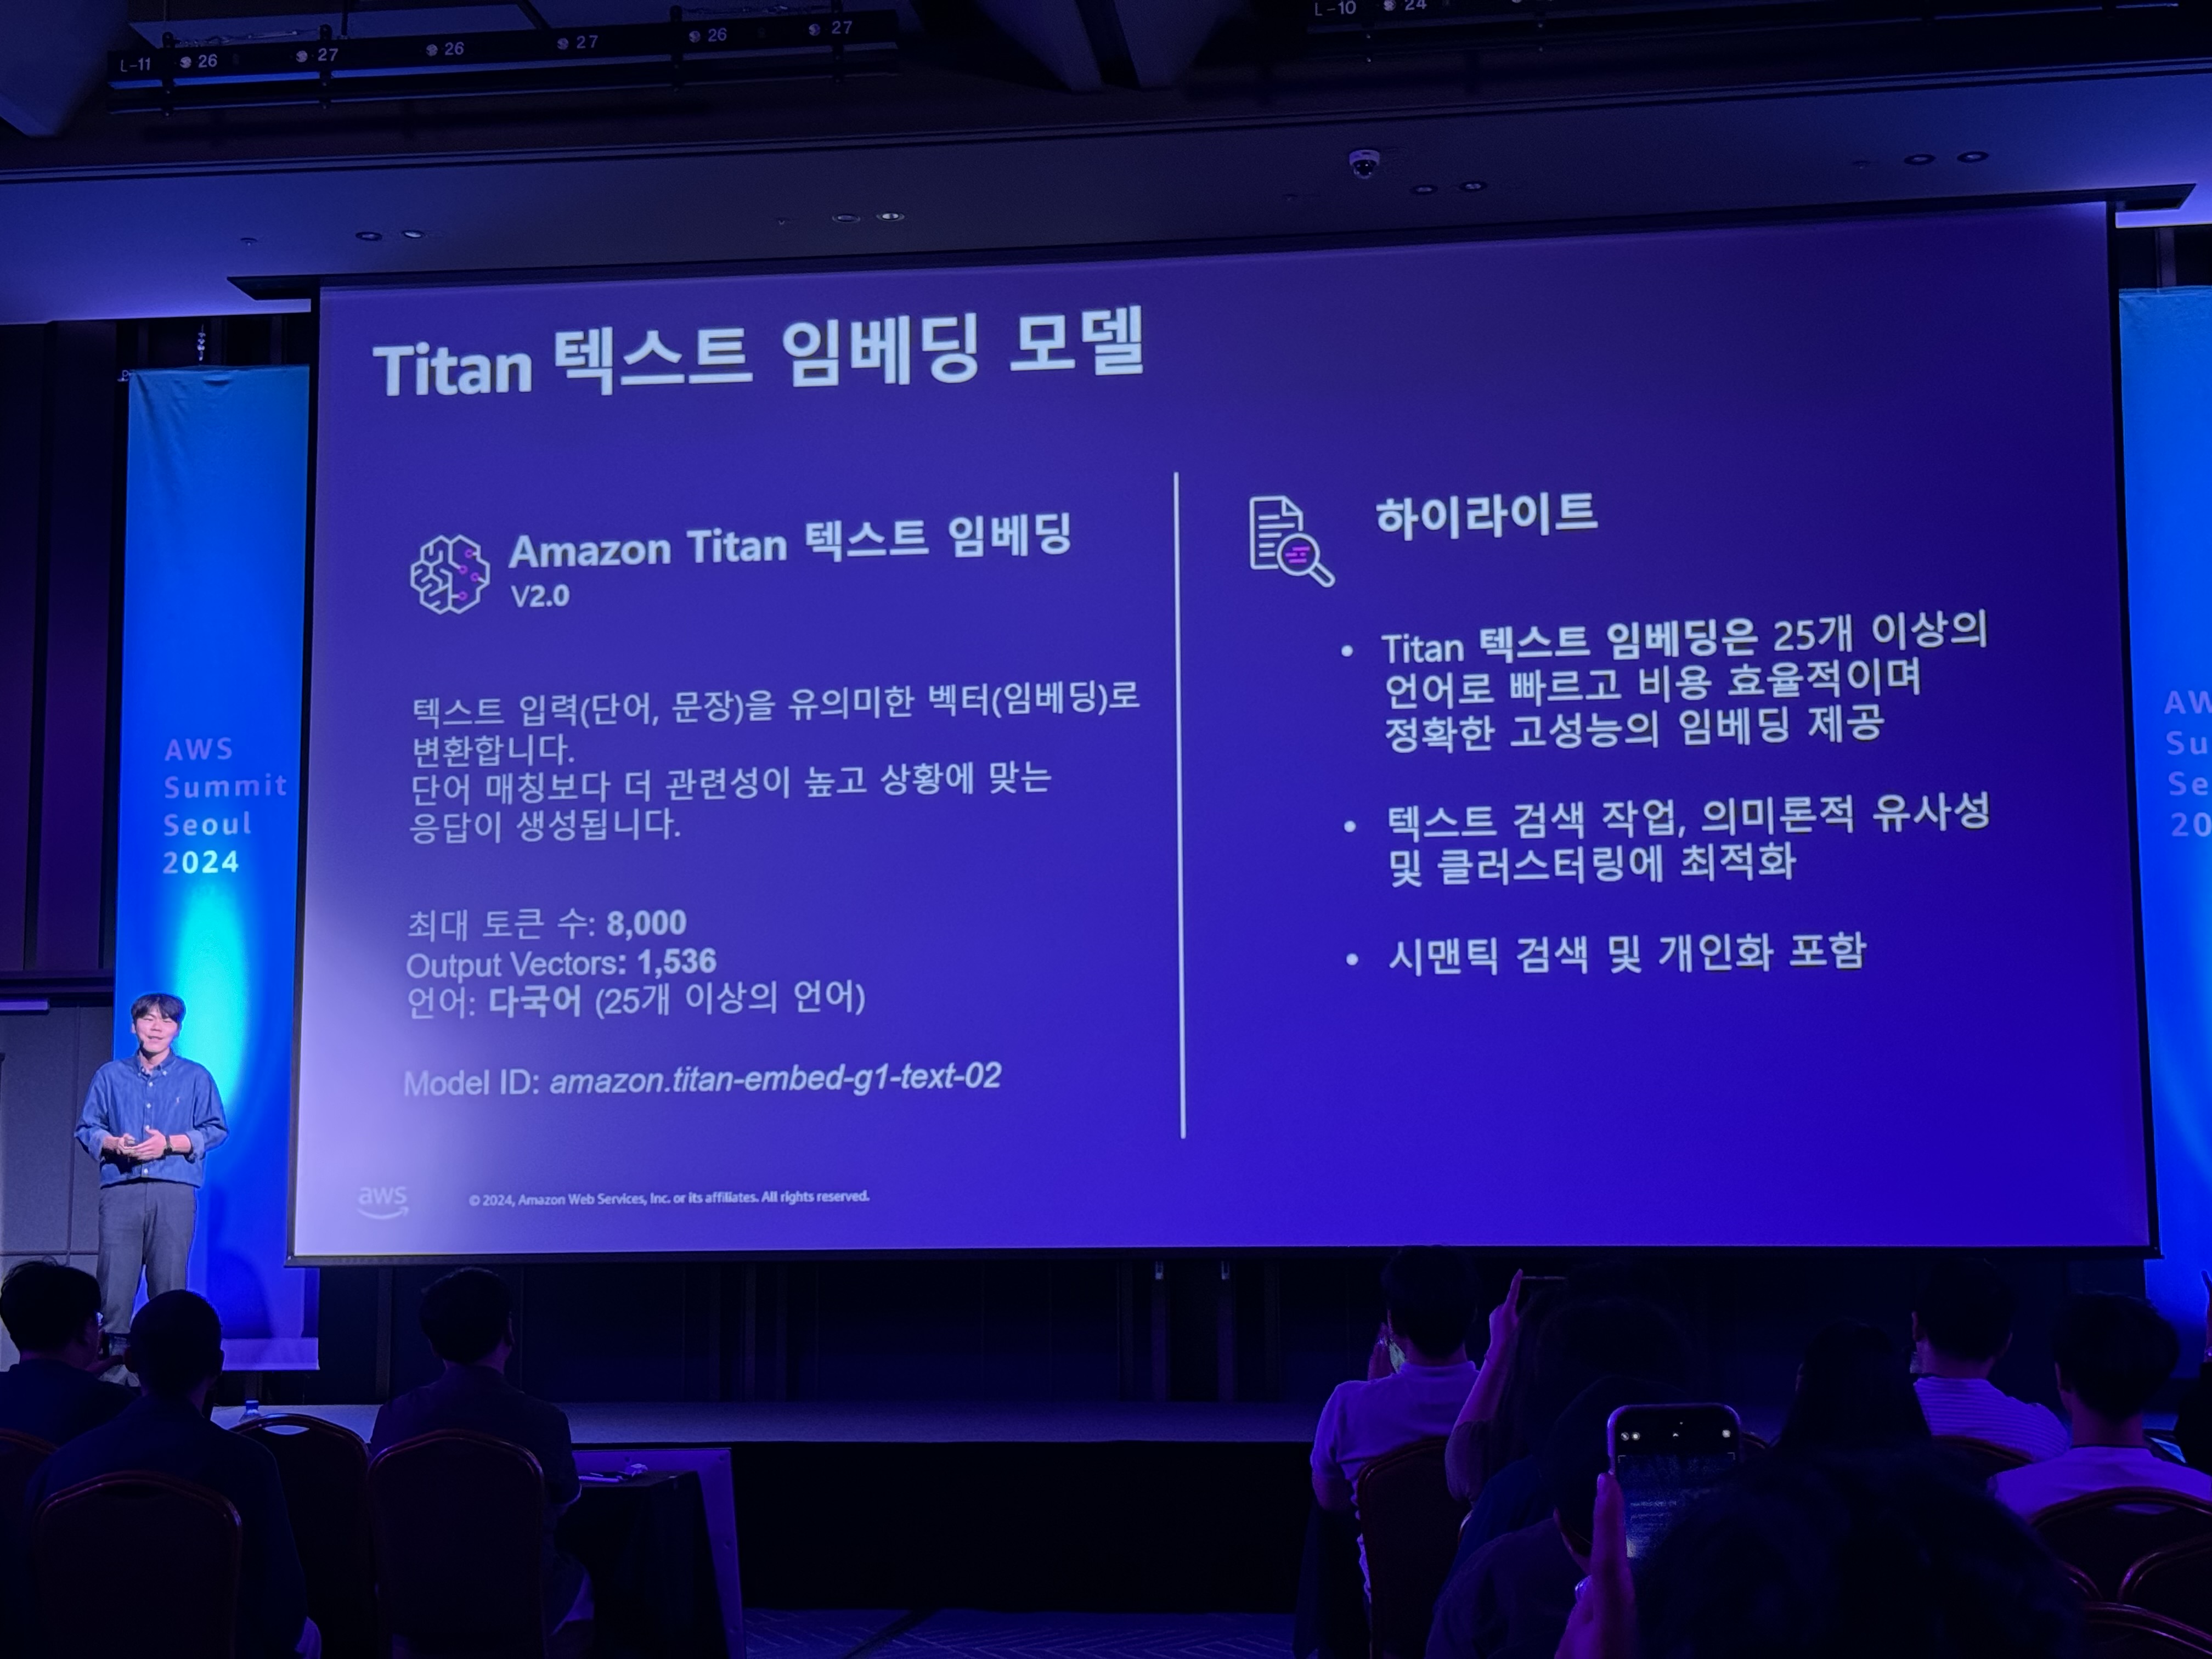 L-11 26 27 26 27 26 27
L-10 24
Titan 텍스트 임베딩 모델
Amazon Titan 텍스트 임베딩
V2.0
텍스트 입력(단어, 문장)을 유의미한 벡터(임베딩)로
변환합니다.
단어 매칭보다 더 관련성이 높고 상황에 맞는
응답이 생성됩니다.
최대 토큰 수: 8,000
Output Vectors: 1,536
언어: 다국어 (25개 이상의 언어)
Model ID: amazon.titan-embed-g1-text-02
하이라이트
• Titan 텍스트 임베딩은 25개 이상의
언어로 빠르고 비용 효율적이며
정확한 고성능의 임베딩 제공
• 텍스트 검색 작업, 의미론적 유사성
및 클러스터링에 최적화
• 시맨틱 검색 및 개인화 포함
aws
© 2024, Amazon Web Services, Inc. or its affiliates. All rights reserved.
AWS
Summit
Seoul
2024
AW
Su
Se
20